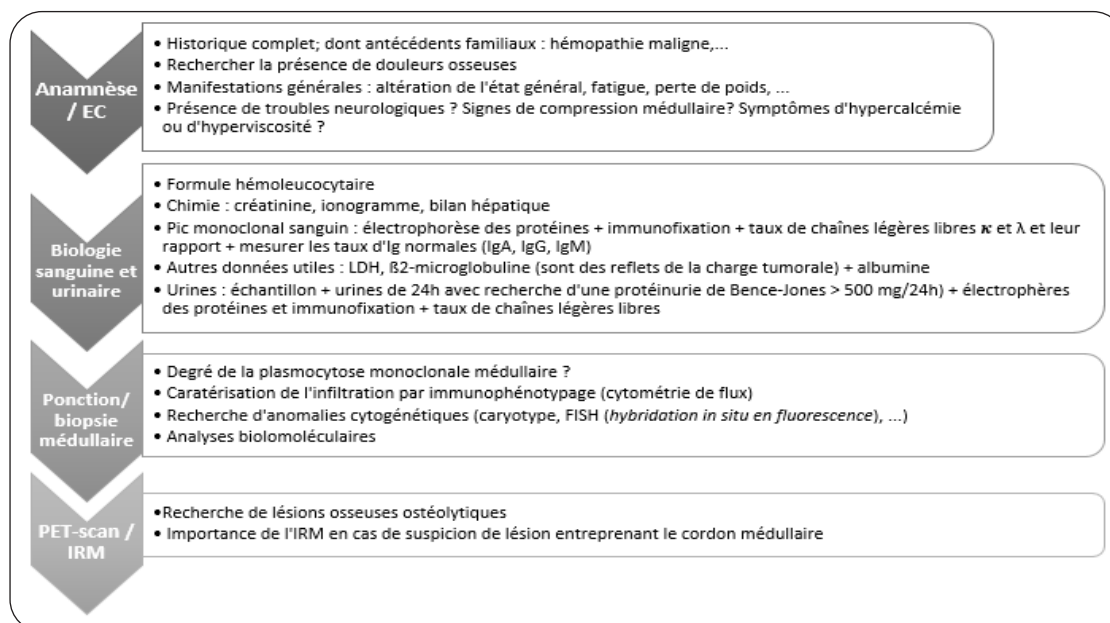 Anamnèse
/ EC
• Historique complet; dont antécédents familiaux : hémopathie maligne,...
• Rechercher la présence de douleurs osseuses
• Manifestations générales : altération de l'état général, fatigue, perte de poids, ...
• Présence de troubles neurologiques ? Signes de compression médullaire? Symptômes d'hypercalcémie
ou d'hyperviscosité ?
Biologie
sanguine et
urinaire
• Formule hémoleucocytaire
• Chimie : créatinine, ionogramme, bilan hépatique
• Pic monoclonal sanguin : électrophorèse des protéines + immunofixation + taux de chaînes légères libres κ et λ et leur
rapport + mesurer les taux d'Ig normales (IgA, IgG, IgM)
• Autres données utiles : LDH, ß2-microglobuline (sont des reflets de la charge tumorale) + albumine
• Urines : échantillon + urines de 24h avec recherche d'une protéinurie de Bence-Jones > 500 mg/24h) + électrophères
des protéines et immunofixation + taux de chaînes légères libres
Ponction/
biopsie
médullaire
• Degré de la plasmocytose monoclonale médullaire ?
• Caratérisation de l'infiltration par immunophénotypage (cytométrie de flux)
• Recherche d'anomalies cytogénétiques (caryotype, FISH (hybridation in situ en fluorescence), ...)
• Analyses biolomoléculaires
PET-scan /
IRM
•Recherche de lésions osseuses ostéolytiques
• Importance de l'IRM en cas de suspicion de lésion entreprenant le cordon médullaire